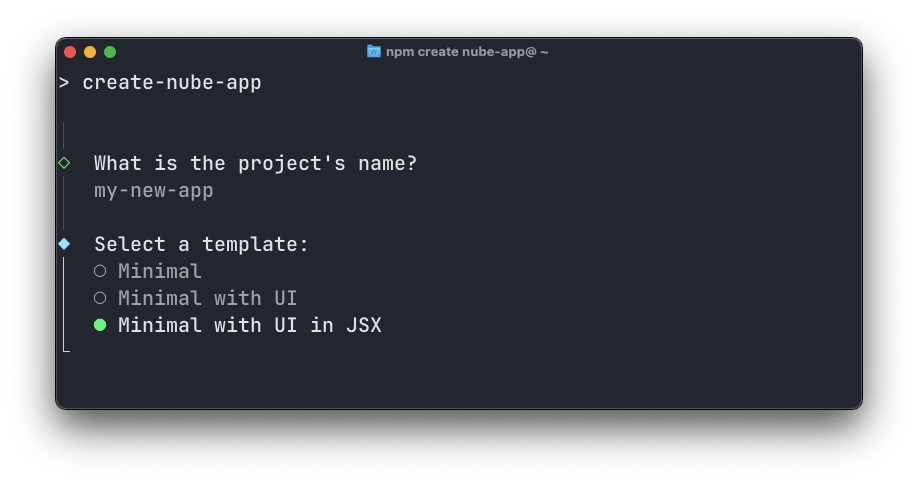 npm create nube-app@ ~
> create-nube-app
What is the project's name?
my-new-app
Select a template:
Minimal
Minimal with UI
Minimal with UI in JSX